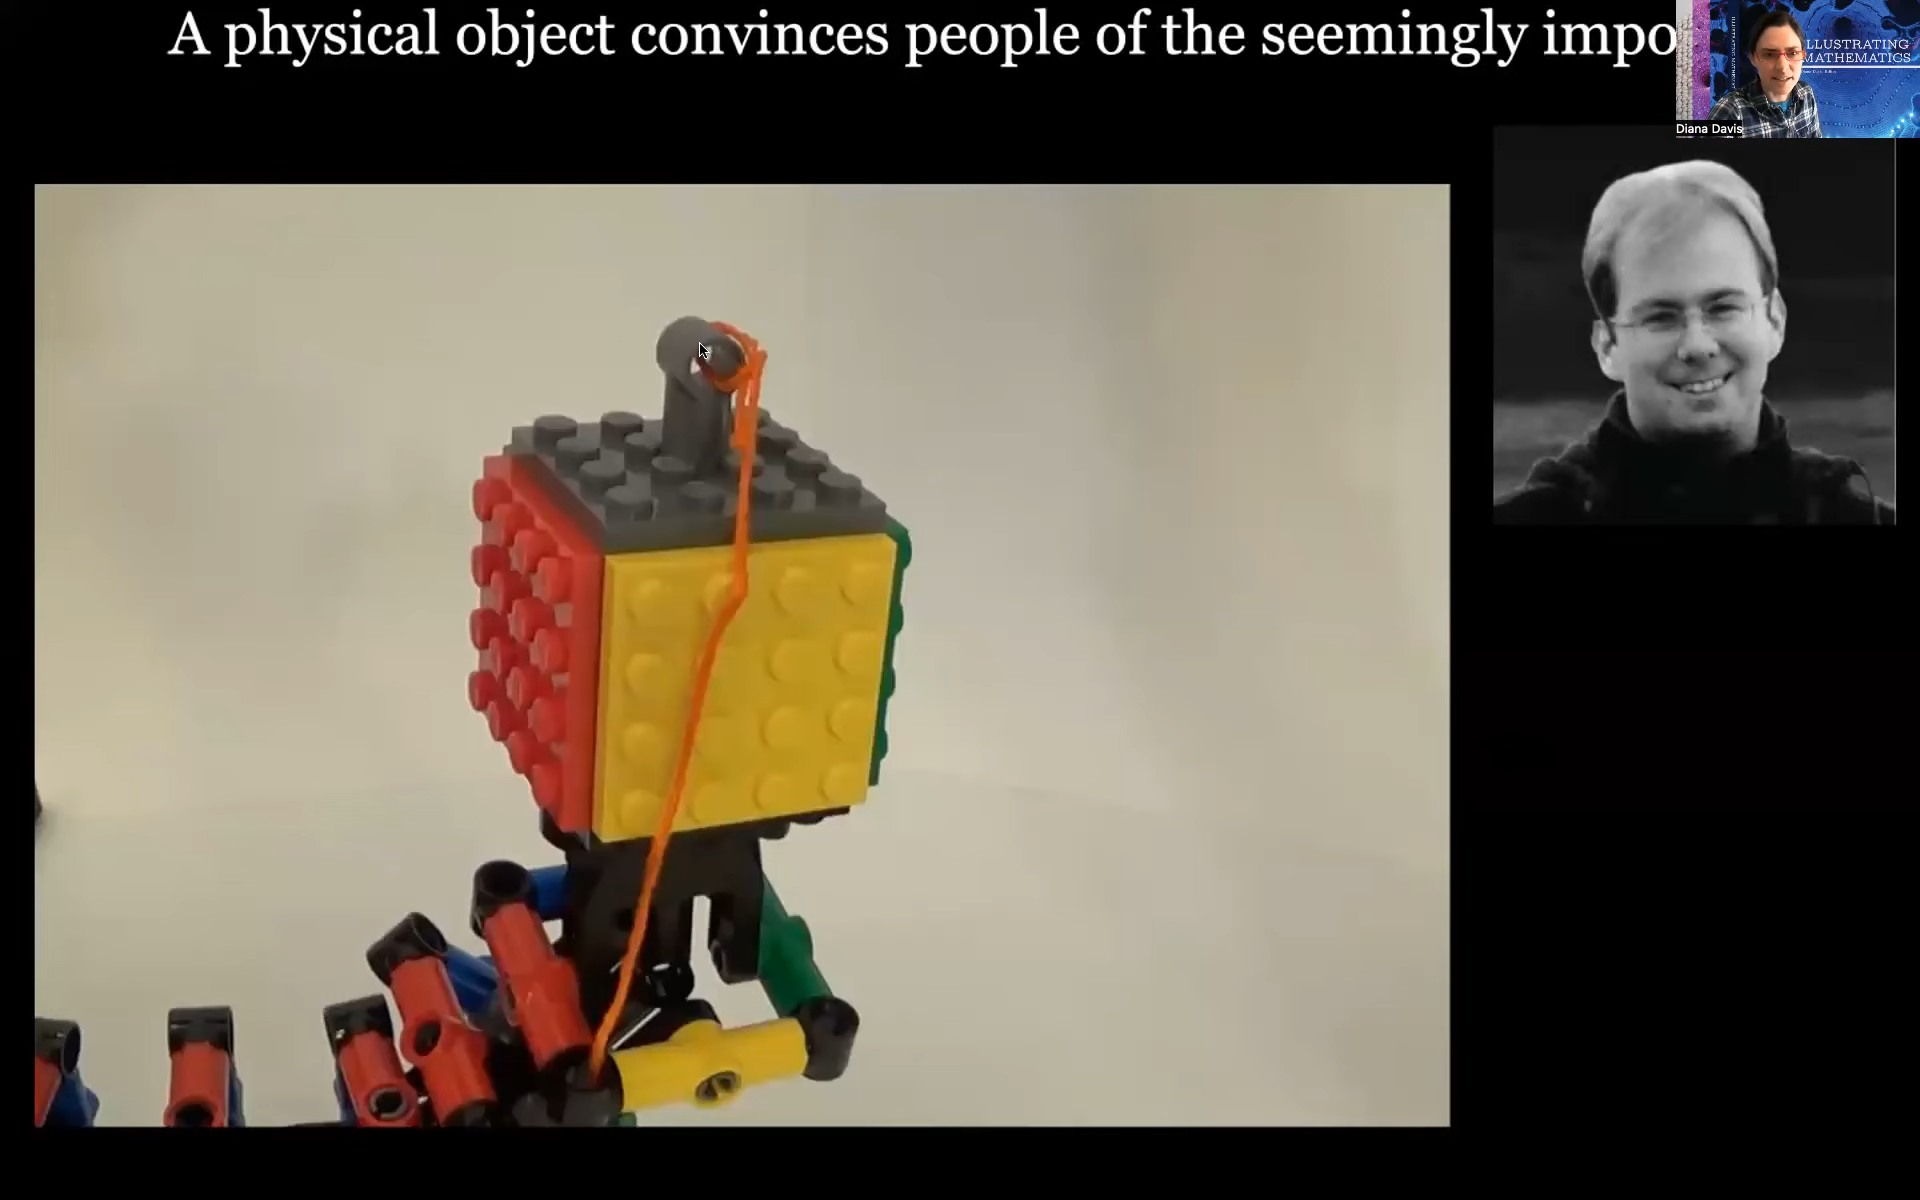 A physical object convinces people of the seemingly impo
ILLUSTRATING
MATHEMATICS
Diana Davis